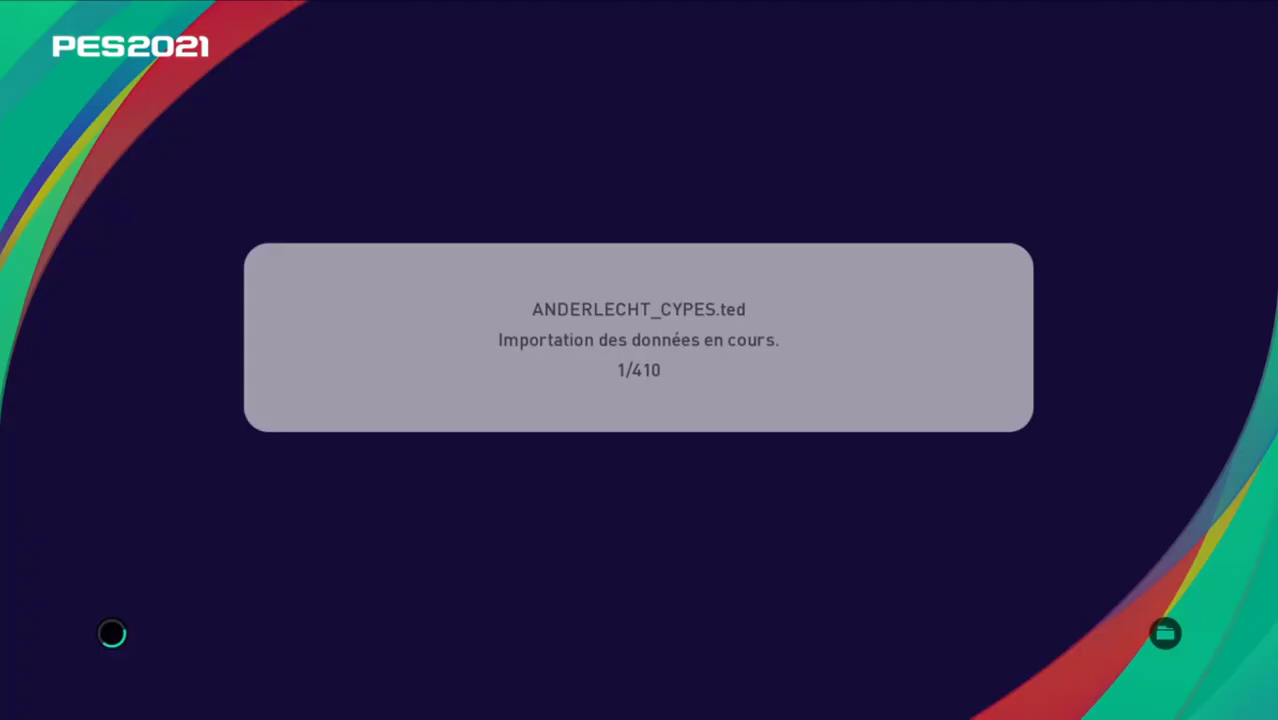 PES2021
ANDERLECHT_CYPES.ted
Importation des données en cours.
1/410